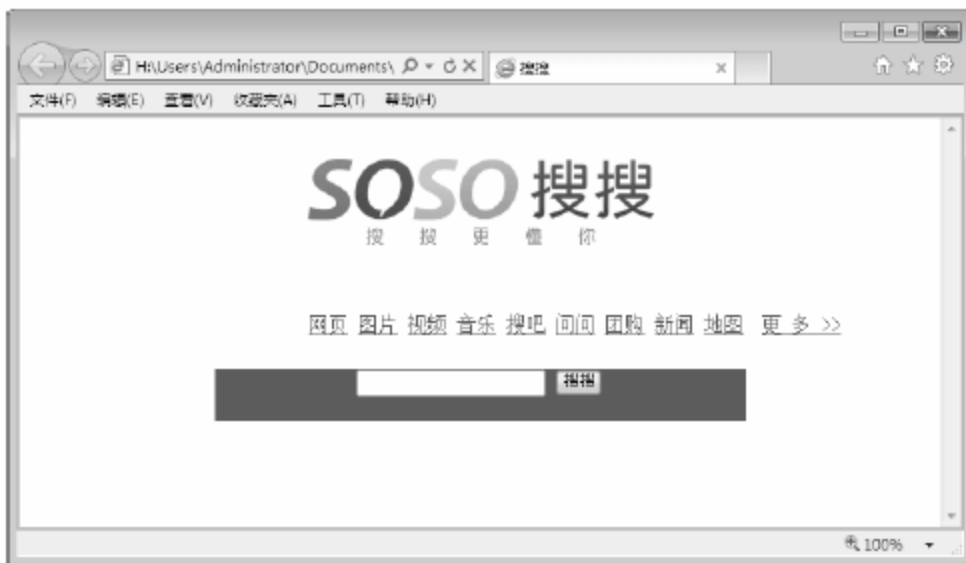 H:\Users\Administrator\Documents\ 搜搜
文件(F) 编辑(E) 查看(V) 收藏夹(A) 工具(T) 帮助(H)
SOSO 搜搜
搜 搜 更 懂 你
网页 图片 视频 音乐 搜吧 问问 团购 新闻 地图 更 多 >>
搜搜
100%